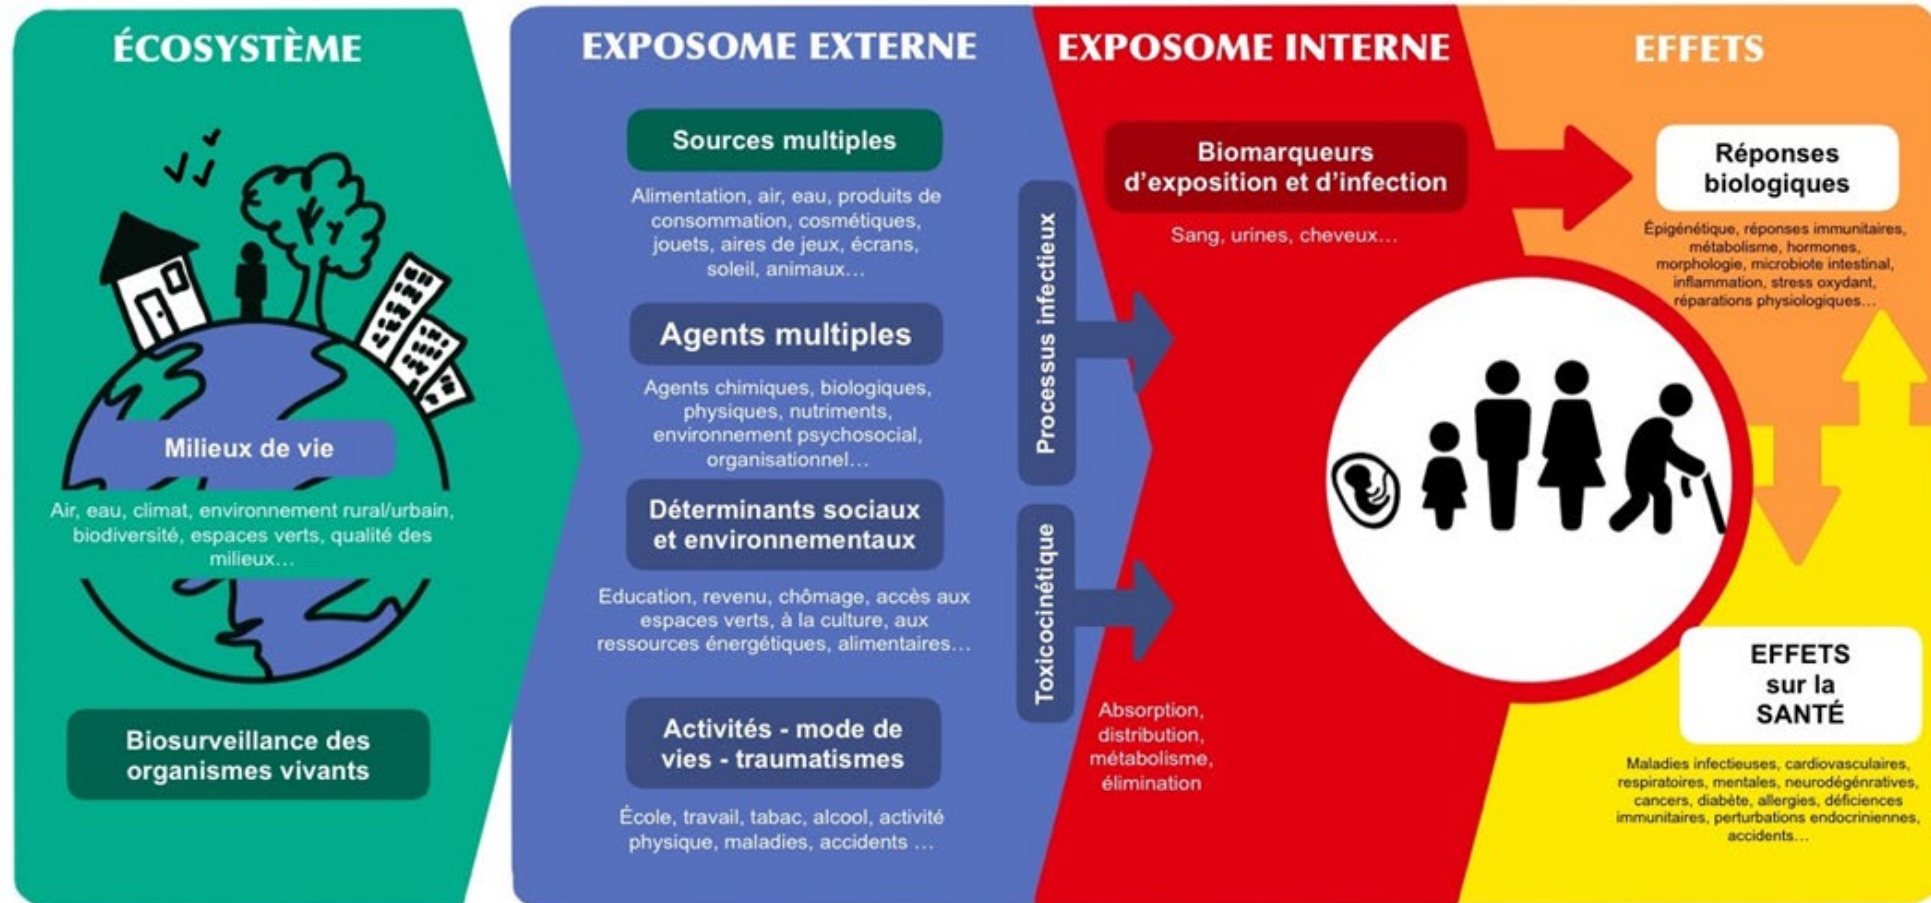 ÉCOSYSTÈME
Milieux de vie
Air, eau, climat, environnement rural/urbain,
biodiversité, espaces verts, qualité des
milieux…
Biosurveillance des
organismes vivants
EXPOSOME EXTERNE
Sources multiples
Alimentation, air, eau, produits de
consommation, cosmétiques,
jouets, aires de jeux, écrans,
soleil, animaux…
Agents multiples
Agents chimiques, biologiques,
physiques, nutriments,
environnement psychosocial,
organisationnel…
Déterminants sociaux
et environnementaux
Education, revenu, chômage, accès aux
espaces verts, à la culture, aux
ressources énergétiques, alimentaires…
Activités - mode de
vies - traumatismes
École, travail, tabac, alcool, activité
physique, maladies, accidents …
Processus infectieux
Toxicocinétique
EXPOSOME INTERNE
Biomarqueurs
d’exposition et d’infection
Sang, urines, cheveux…
Absorption,
distribution,
métabolisme,
élimination
EFFETS
Réponses
biologiques
Épigénétique, réponses immunitaires,
métabolisme, hormones,
morphologie, microbiote intestinal,
inflammation, stress oxydant,
réparations physiologiques…
EFFETS
sur la
SANTÉ
Maladies infectieuses, cardiovasculaires,
respiratoires, mentales, neurodégénratives,
cancers, diabète, allergies, déficiences
immunitaires, perturbations endocriniennes,
accidents…